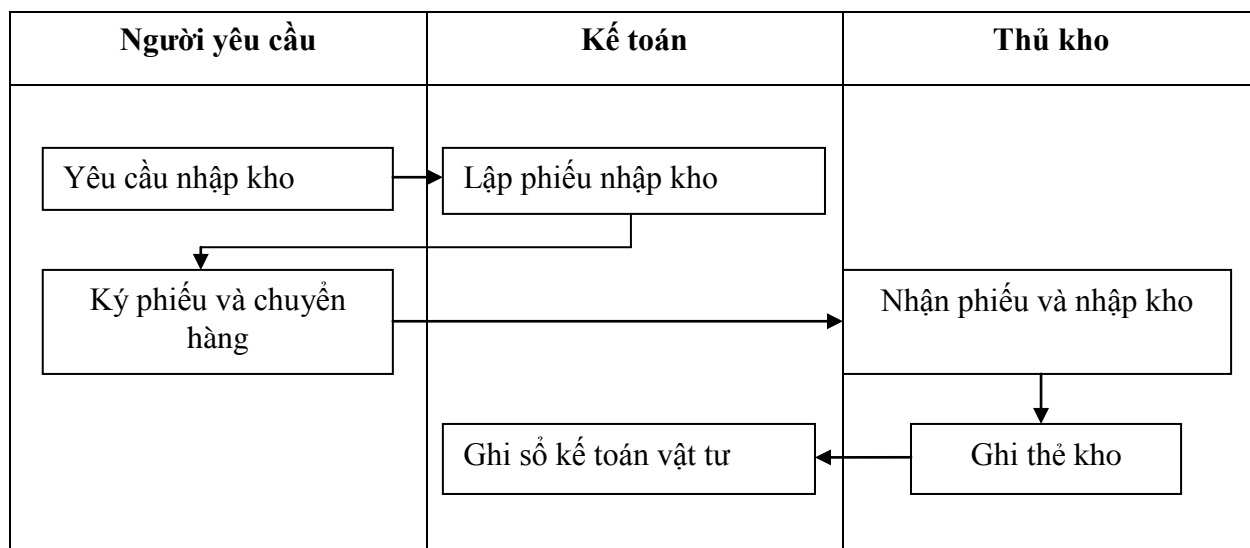 Người yêu cầu
Kế toán
Thủ kho
Yêu cầu nhập kho
Lập phiếu nhập kho
Ký phiếu và chuyển
hàng
Nhận phiếu và nhập kho
Ghi sổ kế toán vật tư
Ghi thẻ kho